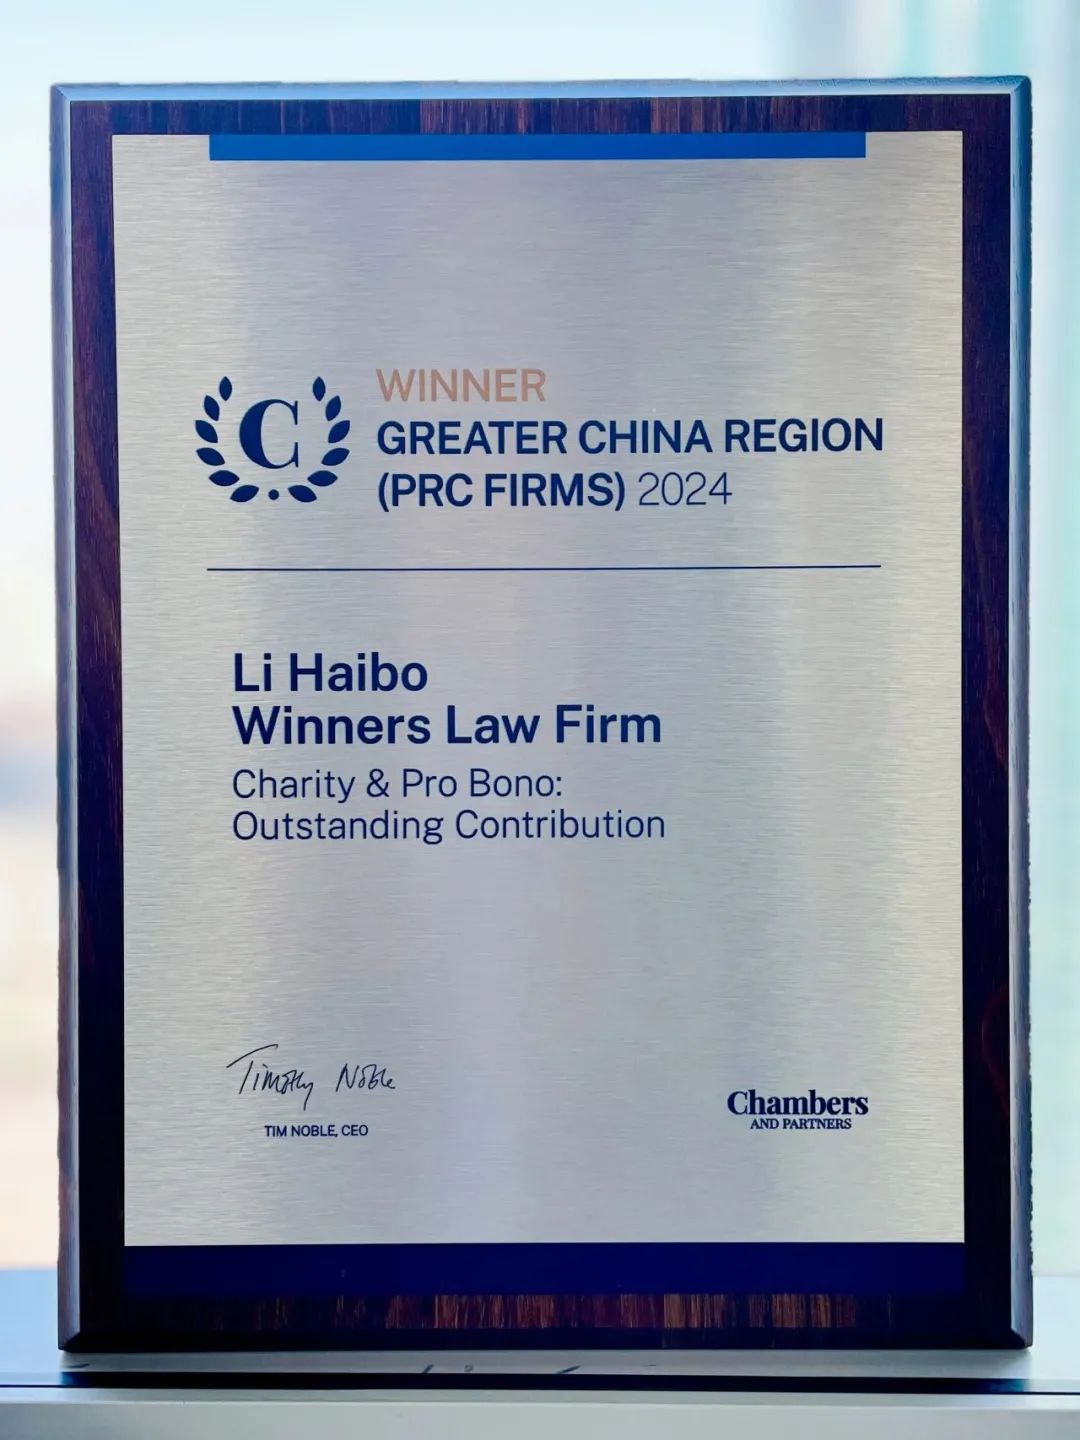 C
WINNER
GREATER CHINA REGION
(PRC FIRMS) 2024
Li Haibo
Winners Law Firm
Charity & Pro Bono:
Outstanding Contribution
Timothy Noble
TIM NOBLE, CEO
Chambers
AND PARTNERS